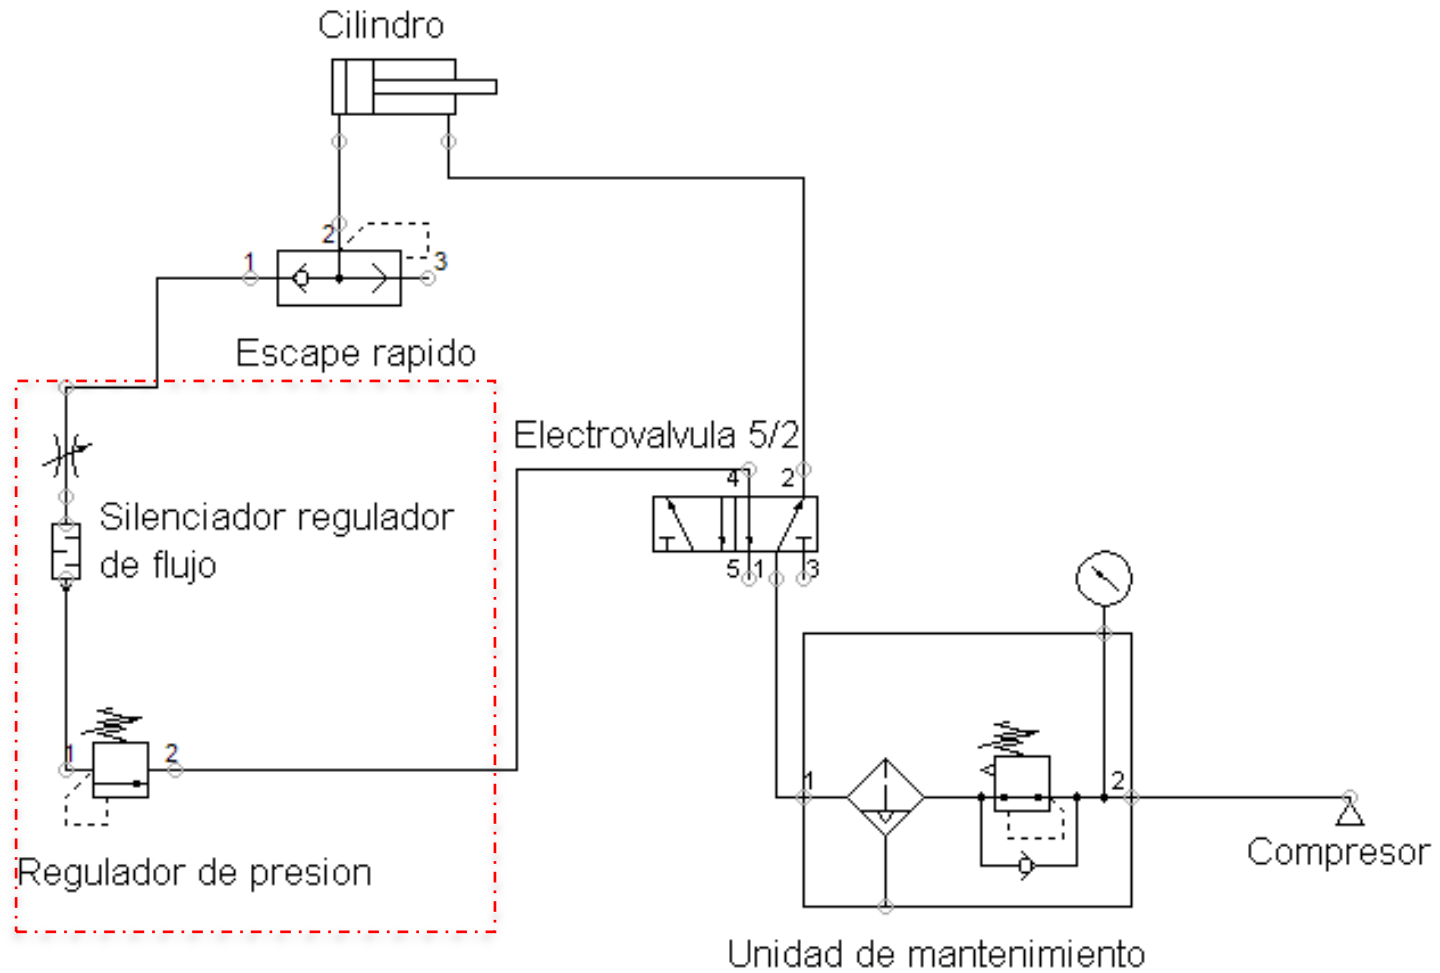 Cilindro
2
1
3
Escape rapido
Electrovalvula 5/2
4
2
Silenciador regulador
de flujo
5
1
3
1
2
1
2
Compresor
Regulador de presion
Unidad de mantenimiento